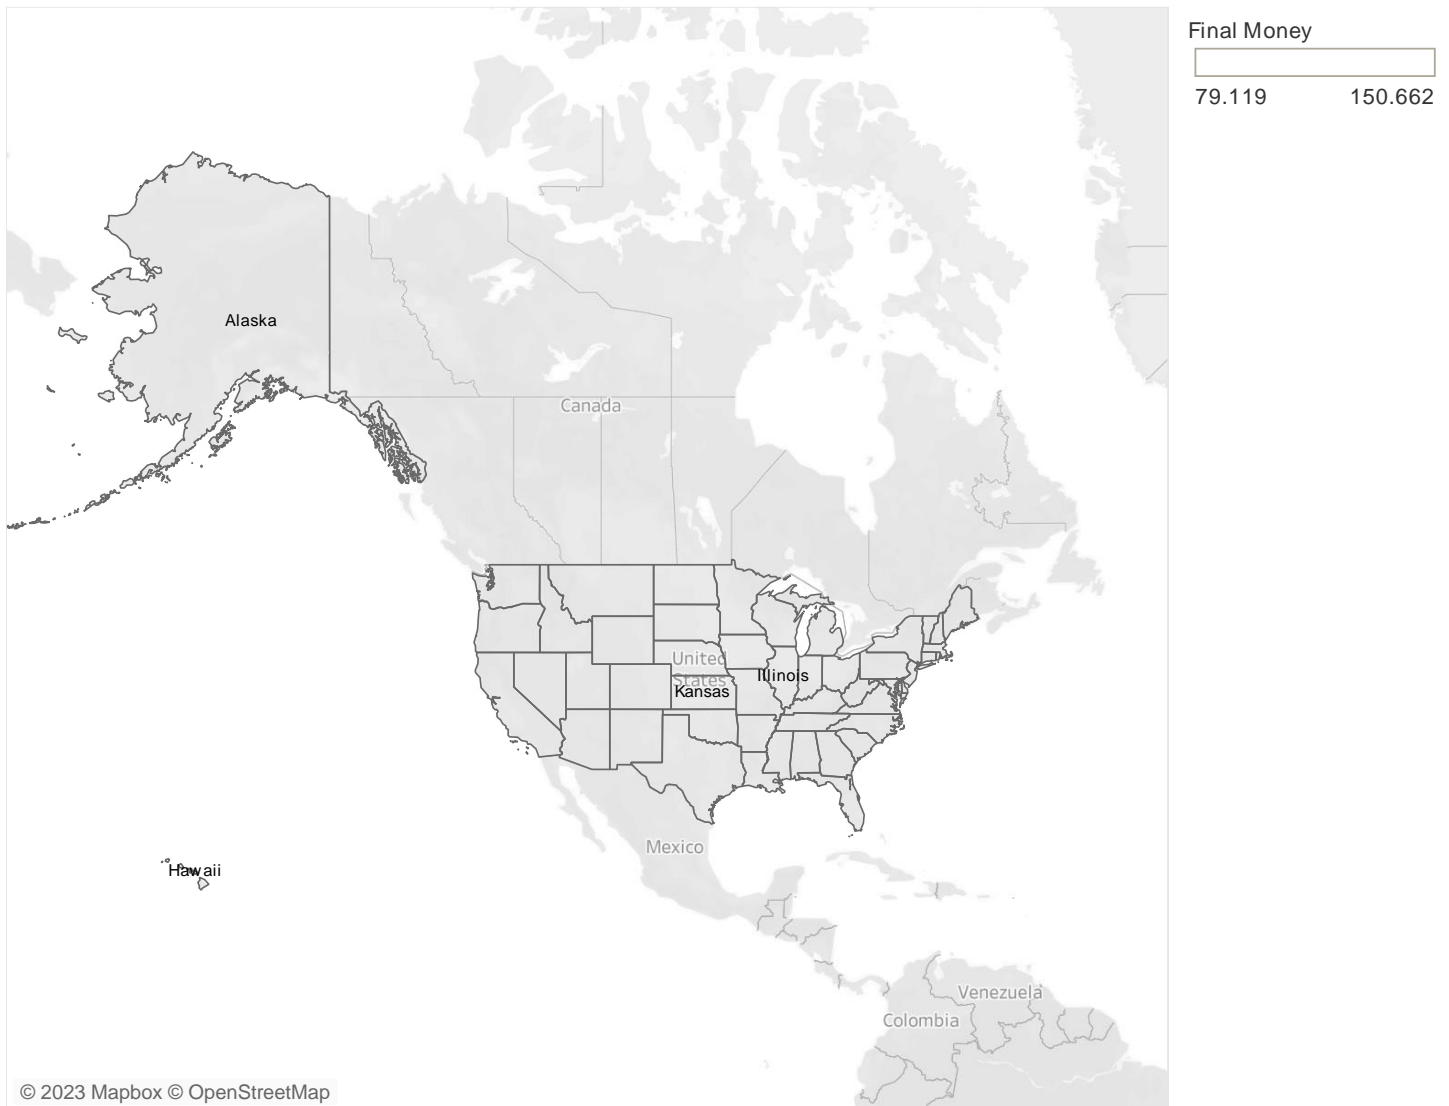 Final Money
79.119 150.662
Alaska
Canada
United
States
Illinois
Kansas
Mexico
Hawaii
Venezuela
Colombia
© 2023 Mapbox © OpenStreetMap